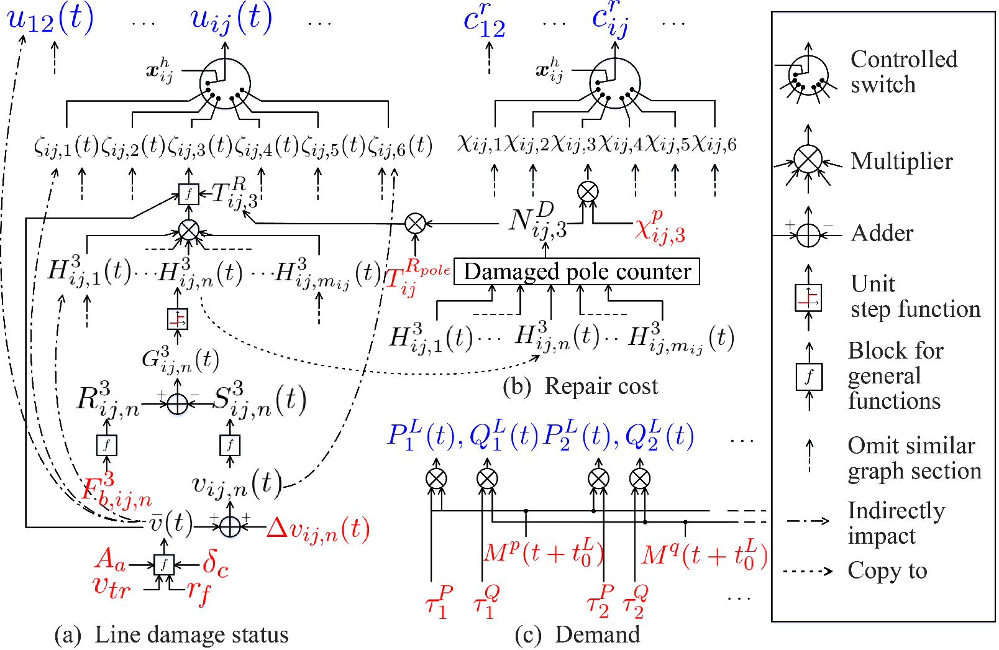 u_{12}(t) ⋯ u_{ij}(t) ⋯ c^r_{12} ⋯ c^r_{ij} ⋯
x^h_{ij} x^h_{ij}
ζ_{ij,1}(t) ζ_{ij,2}(t) ζ_{ij,3}(t) ζ_{ij,4}(t) ζ_{ij,5}(t) ζ_{ij,6}(t) χ_{ij,1} χ_{ij,2} χ_{ij,3} χ_{ij,4} χ_{ij,5} χ_{ij,6}
f T^R_{ij,3}
N^D_{ij,3} χ^p_{ij,3}
H^3_{ij,1}(t) ⋯ H^3_{ij,n}(t) ⋯ H^3_{ij,m_{ij}}(t) T^{R_{pole}}_{ij}
Damaged pole counter
H^3_{ij,1}(t) ⋯ H^3_{ij,n}(t) ⋯ H^3_{ij,m_{ij}}(t)
G^3_{ij,n}(t)
(b) Repair cost
R^3_{ij,n} + − S^3_{ij,n}(t)
f f
F^3_{b,ij,n} v_{ij,n}(t)
v̄(t) + + Δv_{ij,n}(t)
A_a f δ_c
v_{tr} r_f
(a) Line damage status
P^L_1(t), Q^L_1(t) P^L_2(t), Q^L_2(t) ⋯
M^p(t + t^L_0) M^q(t + t^L_0)
τ^P_1 τ^Q_1 τ^P_2 τ^Q_2 ⋯
(c) Demand
Controlled
switch
Multiplier
+ −
Adder
Unit
step function
f
Block for
general
functions
Omit similar
graph section
Indirectly
impact
Copy to